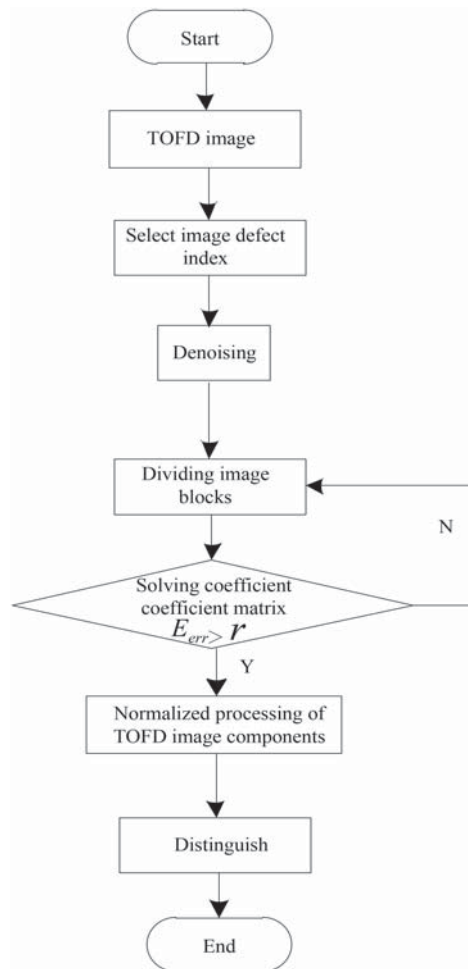 Start
TOFD image
Select image defect
index
Denoising
Dividing image
blocks
N
Solving coefficient
coefficient matrix
E_err> r
Y
Normalized processing of
TOFD image components
Distinguish
End